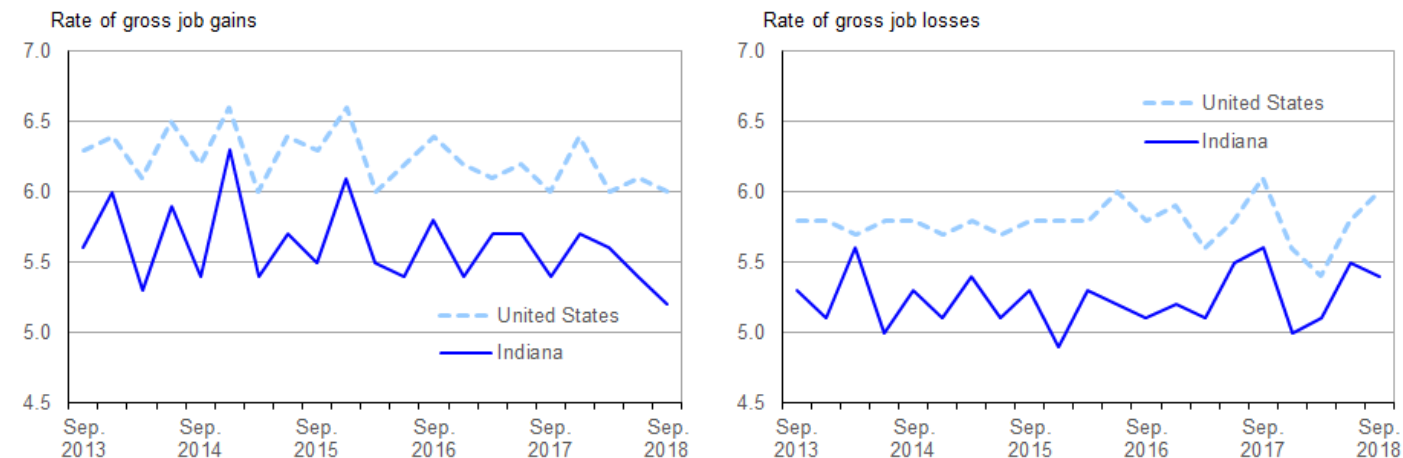 Rate of gross job gains
7.0
6.5
6.0
5.5
5.0
4.5
United States
Indiana
Sep. Sep. Sep. Sep. Sep. Sep.
2013 2014 2015 2016 2017 2018
Rate of gross job losses
7.0
6.5
6.0
5.5
5.0
4.5
United States
Indiana
Sep. Sep. Sep. Sep. Sep. Sep.
2013 2014 2015 2016 2017 2018